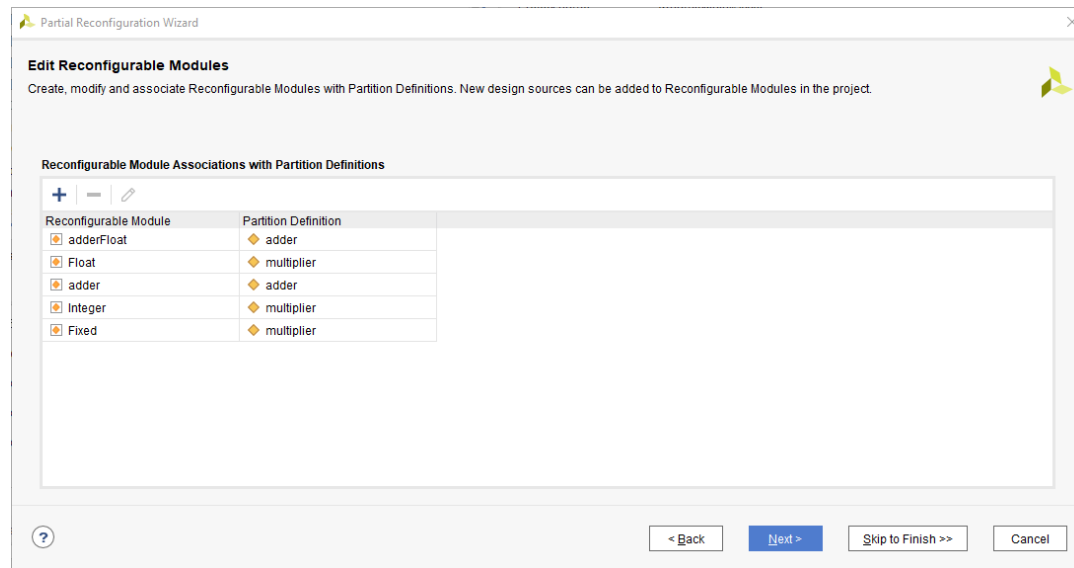 Partial Reconfiguration Wizard
Edit Reconfigurable Modules
Create, modify and associate Reconfigurable Modules with Partition Definitions. New design sources can be added to Reconfigurable Modules in the project.
Reconfigurable Module Associations with Partition Definitions
Reconfigurable Module Partition Definition
adderFloat adder
Float multiplier
adder adder
Integer multiplier
Fixed multiplier
? < Back Next > Skip to Finish >> Cancel